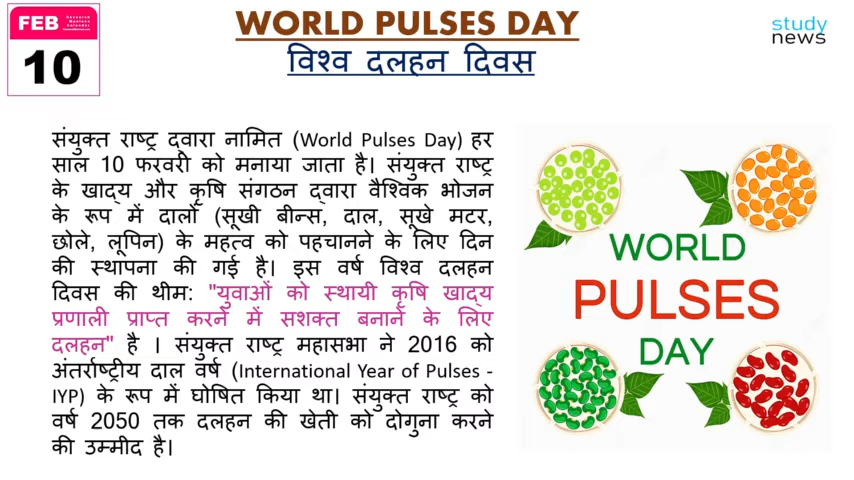 FEB
10
WORLD PULSES DAY
विश्व दलहन दिवस
study
news
संयुक्त राष्ट्र द्वारा नामित (World Pulses Day) हर
साल 10 फरवरी को मनाया जाता है। संयुक्त राष्ट्र
के खाद्य और कृषि संगठन द्वारा वैश्विक भोजन
के रूप में दालों (सूखी बीन्स, दाल, सूखे मटर,
छोले, लूपिन) के महत्व को पहचानने के लिए दिन
की स्थापना की गई है। इस वर्ष विश्व दलहन
दिवस की थीम: "युवाओं को स्थायी कृषि खाद्य
प्रणाली प्राप्त करने में सशक्त बनाने के लिए
दलहन" है । संयुक्त राष्ट्र महासभा ने 2016 को
अंतर्राष्ट्रीय दाल वर्ष (International Year of Pulses -
IYP) के रूप में घोषित किया था। संयुक्त राष्ट्र को
वर्ष 2050 तक दलहन की खेती को दोगुना करने
की उम्मीद है।
WORLD
PULSES
DAY